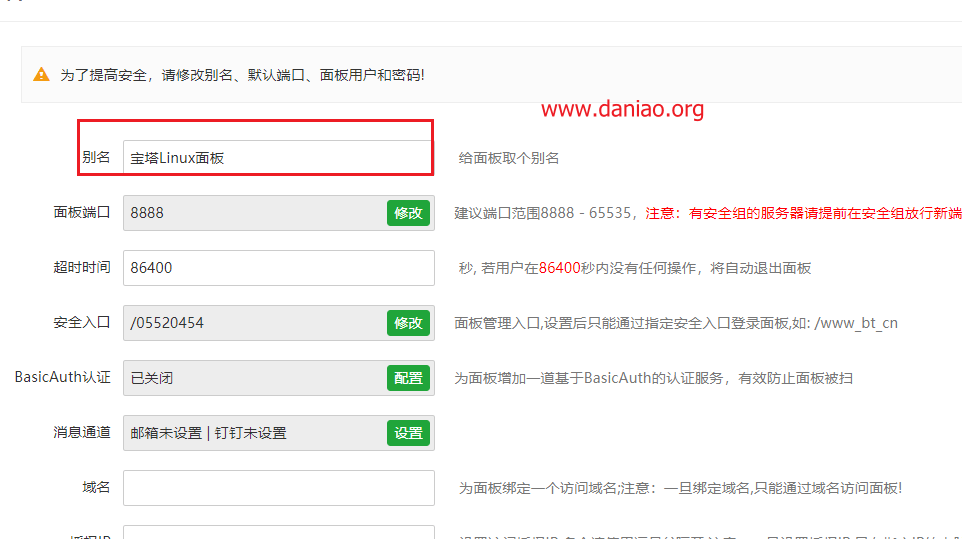 为了提高安全，请修改别名、默认端口、面板用户和密码!
www.daniao.org
别名 宝塔Linux面板 给面板取个别名
面板端口 8888 修改 建议端口范围8888 - 65535，注意：有安全组的服务器请提前在安全组放行新端
超时时间 86400 秒, 若用户在86400秒内没有任何操作，将自动退出面板
安全入口 /05520454 修改 面板管理入口,设置后只能通过指定安全入口登录面板,如: /www_bt_cn
BasicAuth认证 已关闭 配置 为面板增加一道基于BasicAuth的认证服务，有效防止面板被扫
消息通道 邮箱未设置 | 钉钉未设置 设置
域名 为面板绑定一个访问域名;注意：一旦绑定域名,只能通过域名访问面板!